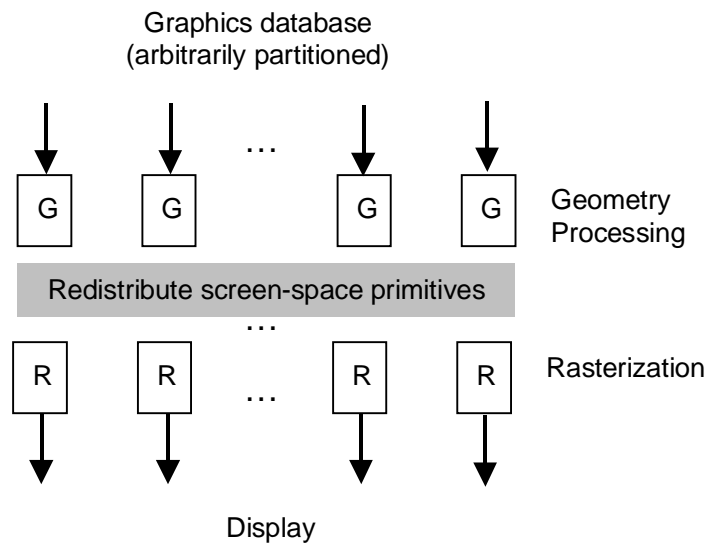 Graphics database
(arbitrarily partitioned)
…
G G G G
Geometry
Processing
Redistribute screen-space primitives
…
R R R R
Rasterization
…
Display